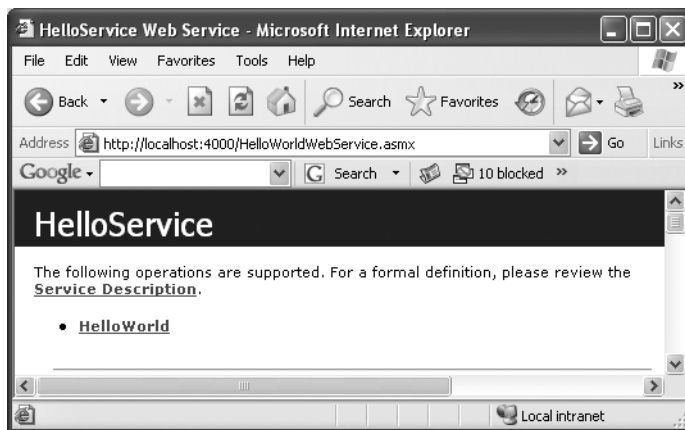 HelloService Web Service - Microsoft Internet Explorer
File Edit View Favorites Tools Help
Back Search Favorites »
Address http://localhost:4000/HelloWorldWebService.asmx Go Links
Google G Search 10 blocked »
HelloService
The following operations are supported. For a formal definition, please review the
Service Description.
• HelloWorld
Local intranet